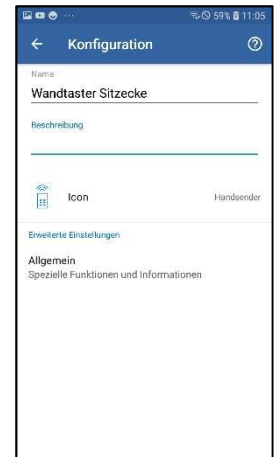 59% 11:05
Konfiguration
Name
Wandtaster Sitzecke
Beschreibung
Icon Handsender
Erweiterte Einstellungen
Allgemein
Spezielle Funktionen und Informationen